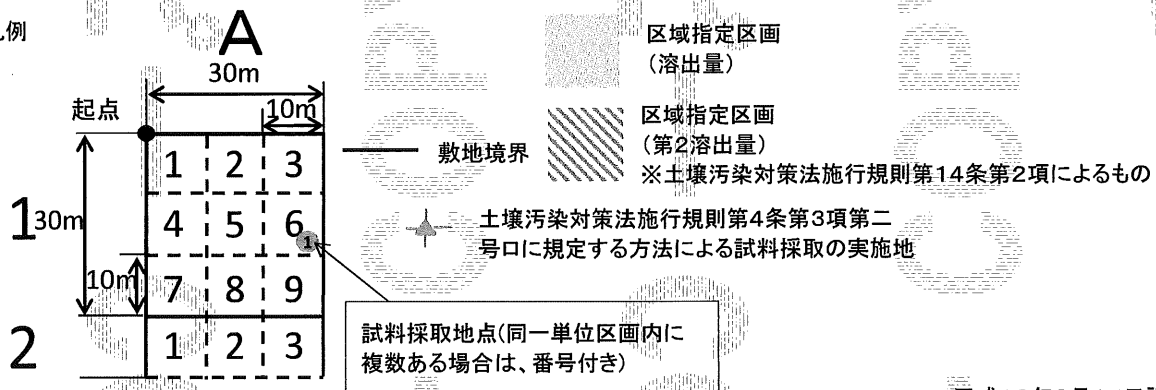 例
A
30m
起点
10m
1 2 3
1
30m
4 5 6
1
10m
7 8 9
2
1 2 3
敷地境界
区域指定区画
(溶出量)
区域指定区画
(第2溶出量)
※土壌汚染対策法施行規則第14条第2項によるもの
土壌汚染対策法施行規則第4条第3項第二
号ロに規定する方法による試料採取の実施地
試料採取地点(同一単位区画内に
複数ある場合は、番号付き)